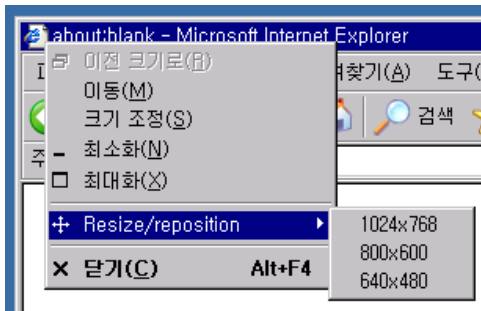 about:blank - Microsoft Internet Explorer
이전 크기로(R)
이동(M)
겨찾기(A) 도구(
크기 조정(S)
검색
최소화(N)
주
최대화(X)
Resize/reposition
1024x768
800x600
640x480
닫기(C) Alt+F4